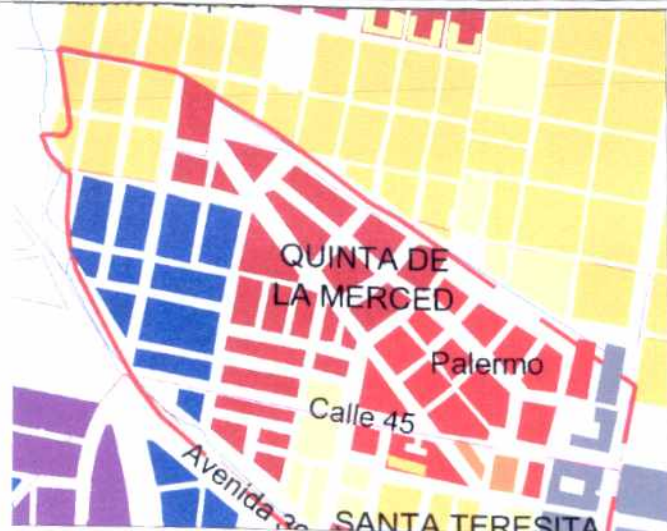 QUINTA DE
LA MERCED
Palermo
Calle 45
Avenida
SANTA TERESITA